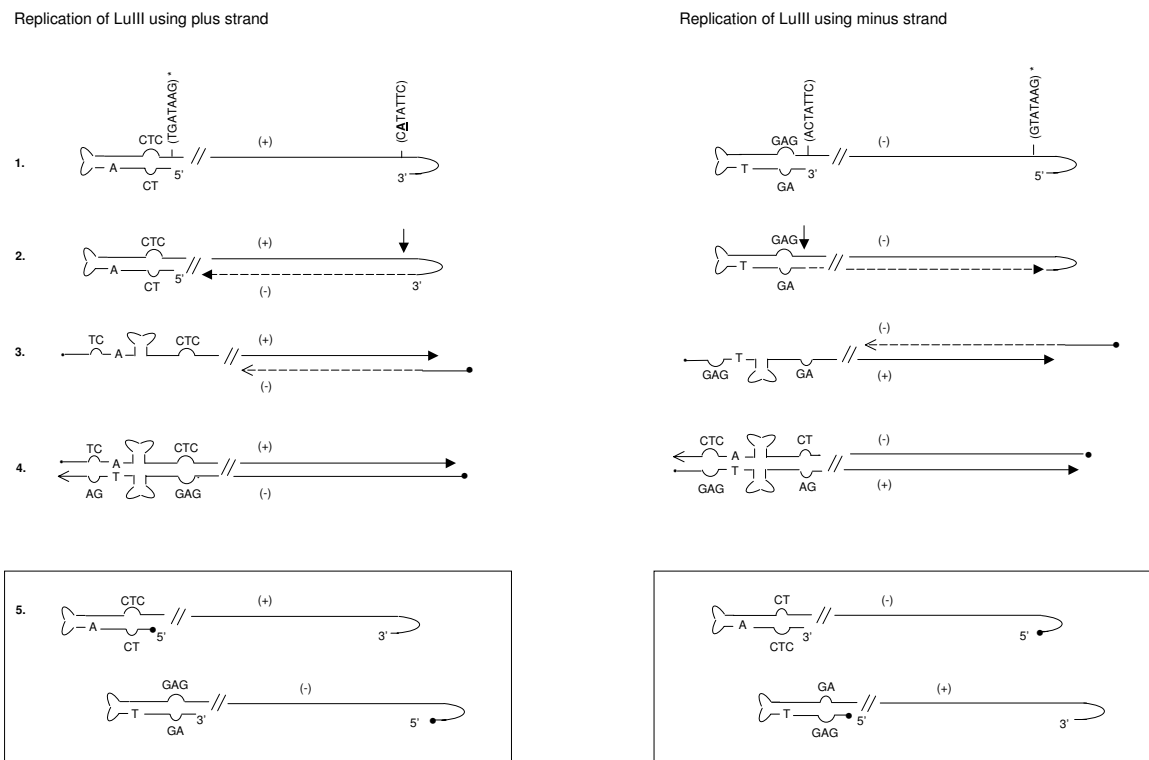 Replication of LuIII using plus strand
Replication of LuIII using minus strand
1.
CTC
(TGATAAG) *
(+)
(CATATTC)
A
CT
5'
3'
GAG
(ACTATTC)
(-)
(GTATAAG) *
T
GA
3'
5'
2.
CTC
(+)
A
CT
5'
(-)
3'
GAG
(-)
T
GA
3.
TC
A
CTC
(+)
(-)
(-)
GAG
T
GA
(+)
4.
TC
A
CTC
(+)
T
AG
GAG
(-)
CTC
A
CT
(-)
T
GAG
AG
(+)
5.
CTC
(+)
A
CT
5'
3'
GAG
(-)
T
GA
3'
5'
CT
(-)
A
CTC
3'
5'
GA
(+)
T
GAG
5'
3'